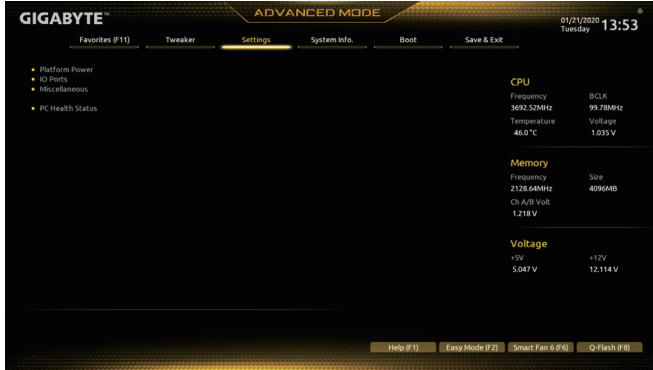 GIGABYTE™
ADVANCED MODE
01/21/2020 13:53
Tuesday
Favorites (F11) Tweaker Settings System Info. Boot Save & Exit
Platform Power
IO Ports
Miscellaneous
PC Health Status
CPU
Frequency BCLK
3692.52MHz 99.78MHz
Temperature Voltage
46.0 °C 1.035 V
Memory
Frequency Size
2128.64MHz 4096MB
Ch A/B Volt
1.218 V
Voltage
+5V +12V
5.047 V 12.114 V
Help (F1) Easy Mode (F2) Smart Fan 6 (F6) Q-Flash (F8)